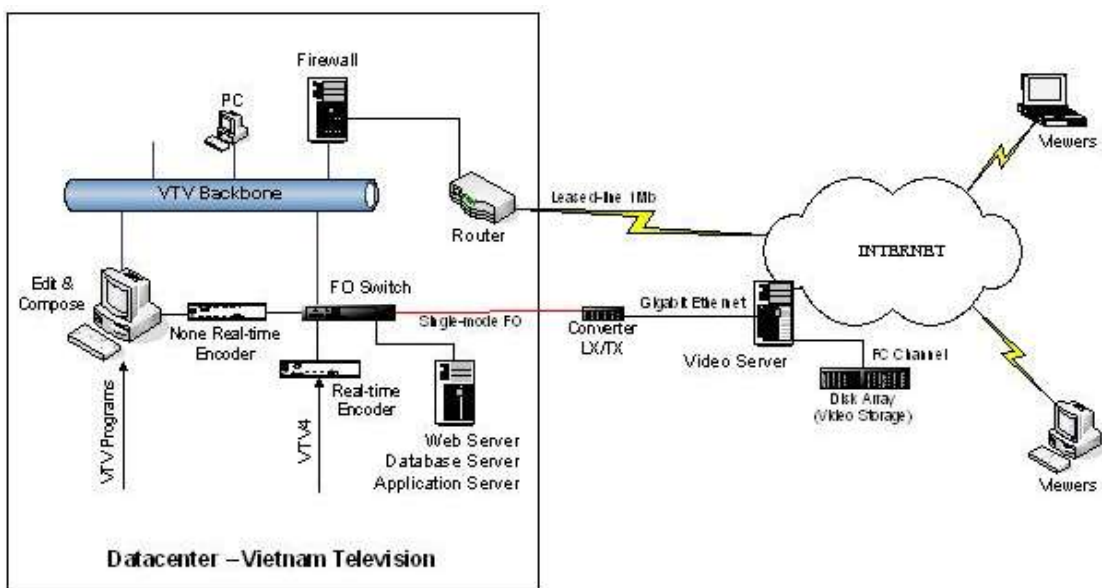 Firewall
PC
VTV Backbone
Router
Leased-line 1Mb
INTERNET
Viewers
Edit &
Compose
None Real-time
Encoder
FO Switch
Single-mode FO
Converter
LX/TX
Gigabit Ethernet
Video Server
FC Channel
Disk Array
(Video Storage)
Real-time
Encoder
VTV Programs
VTV4
Web Server
Database Server
Application Server
Viewers
Datacenter – Vietnam Television